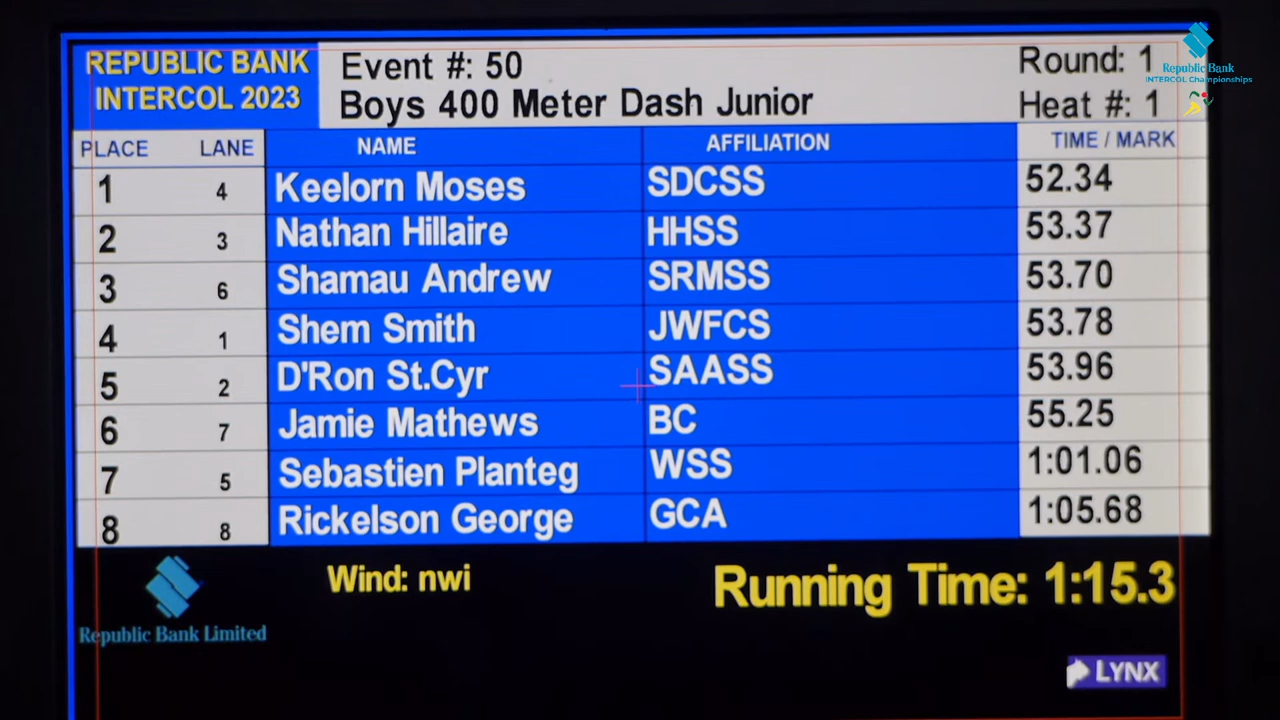 REPUBLIC BANK
INTERCOL 2023
Event #: 50
Boys 400 Meter Dash Junior
Round: 1
Heat #: 1
Republic Bank
INTERCOL Championships
PLACE LANE NAME AFFILIATION TIME / MARK
1 4 Keelorn Moses SDCSS 52.34
2 3 Nathan Hillaire HHSS 53.37
3 6 Shamau Andrew SRMSS 53.70
4 1 Shem Smith JWFCS 53.78
5 2 D'Ron St.Cyr SAASS 53.96
6 7 Jamie Mathews BC 55.25
7 5 Sebastien Planteg WSS 1:01.06
8 8 Rickelson George GCA 1:05.68
Wind: nwi
Running Time: 1:15.3
Republic Bank Limited
LYNX